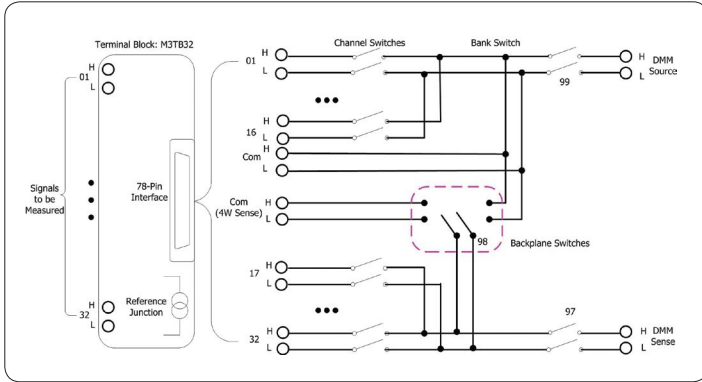 Terminal Block: M3TB32
H
01
L
Signals
to be
Measured
78-Pin
Interface
Reference
Junction
H
32
L
Channel Switches
Bank Switch
01
H
L
H
16
L
H
Com
L
Com
(4W Sense)
H
L
H
17
L
H
32
L
99
H
L
DMM
Source
98
Backplane Switches
97
H
L
DMM
Sense